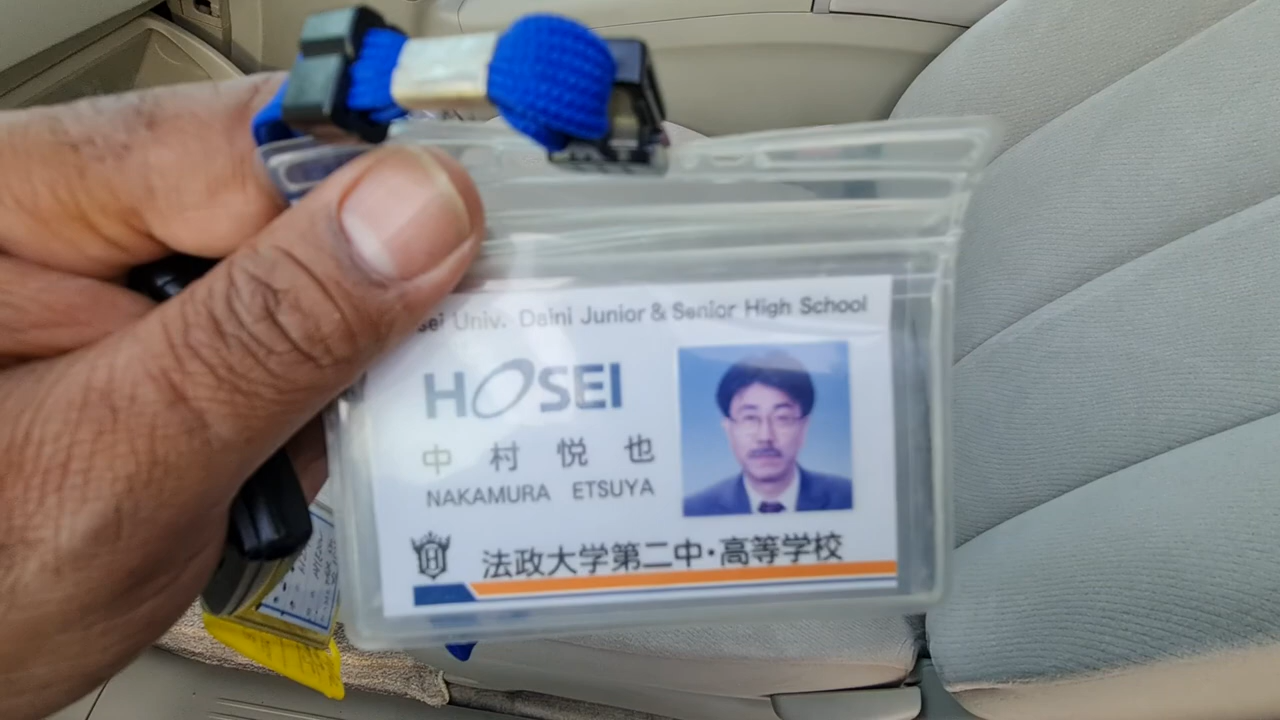 sei Univ. Daini Junior & Senior High School
HOSEI
中村悦也
NAKAMURA ETSUYA
法政大学第二中・高等学校